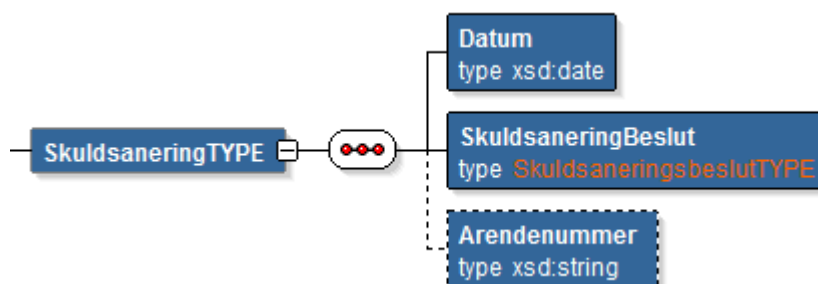 Datum
type xsd:date
SkuldsaneringTYPE
SkuldsaneringBeslut
type SkuldsaneringsbeslutTYPE
Arendenummer
type xsd:string